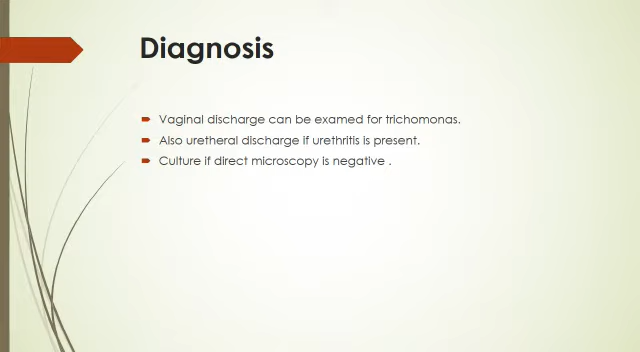 Diagnosis
Vaginal discharge can be examed for trichomonas.
Also uretheral discharge if urethritis is present.
Culture if direct microscopy is negative .